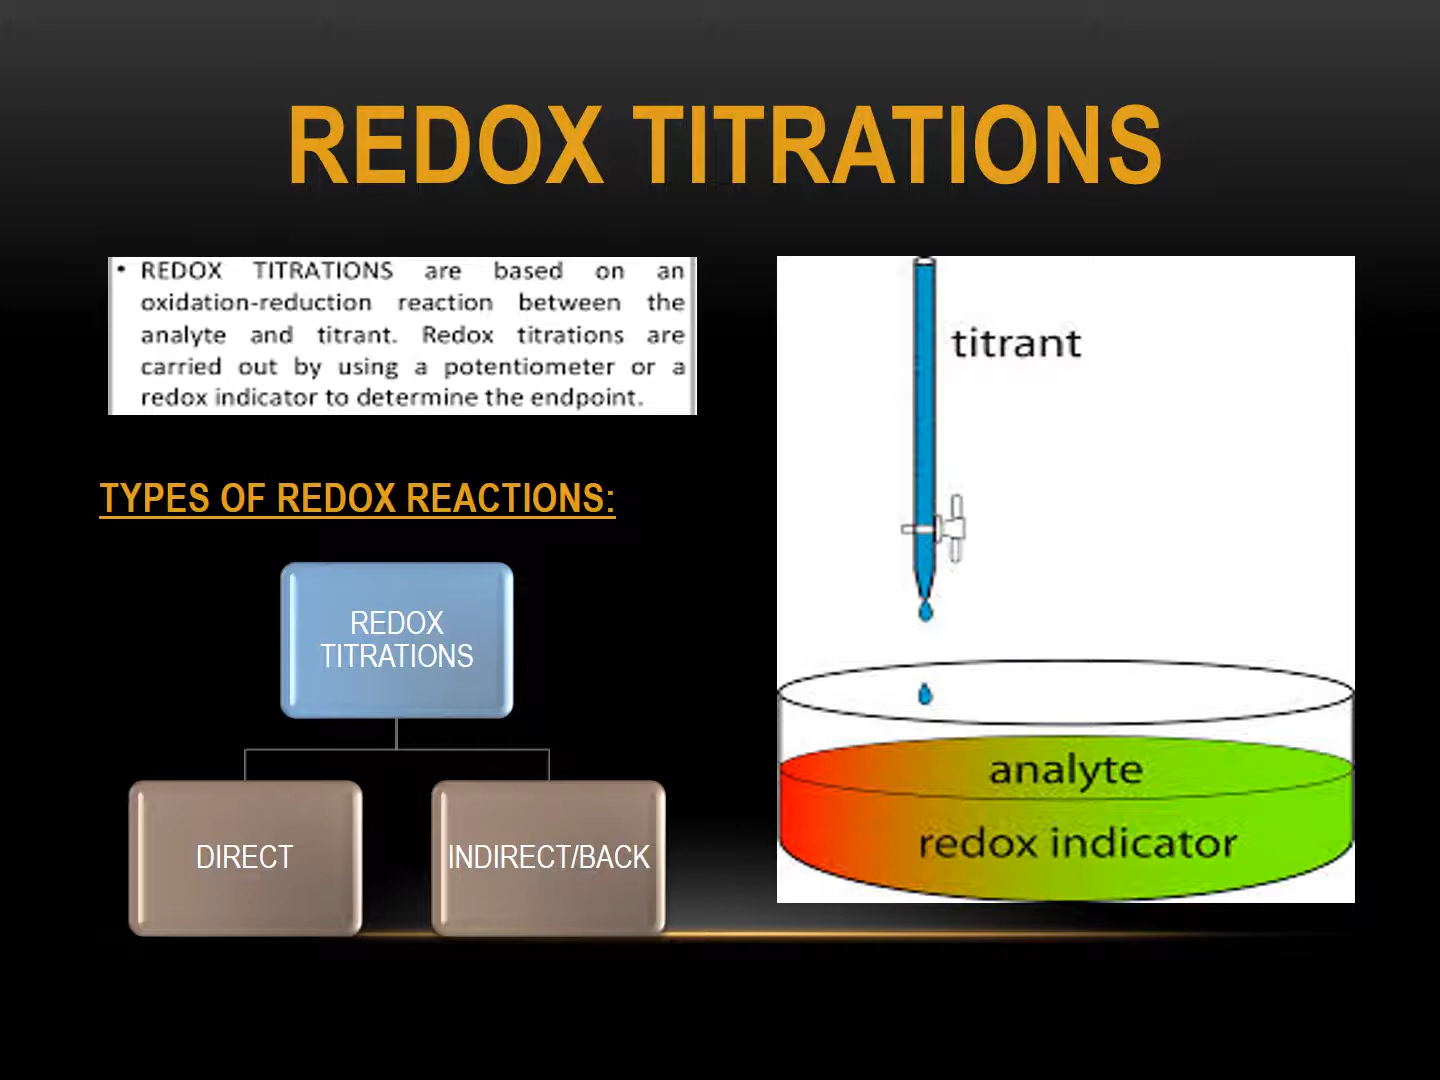 REDOX TITRATIONS
• REDOX TITRATIONS are based on an
oxidation-reduction reaction between the
analyte and titrant. Redox titrations are
carried out by using a potentiometer or a
redox indicator to determine the endpoint.
TYPES OF REDOX REACTIONS:
REDOX
TITRATIONS
DIRECT
INDIRECT/BACK
titrant
analyte
redox indicator